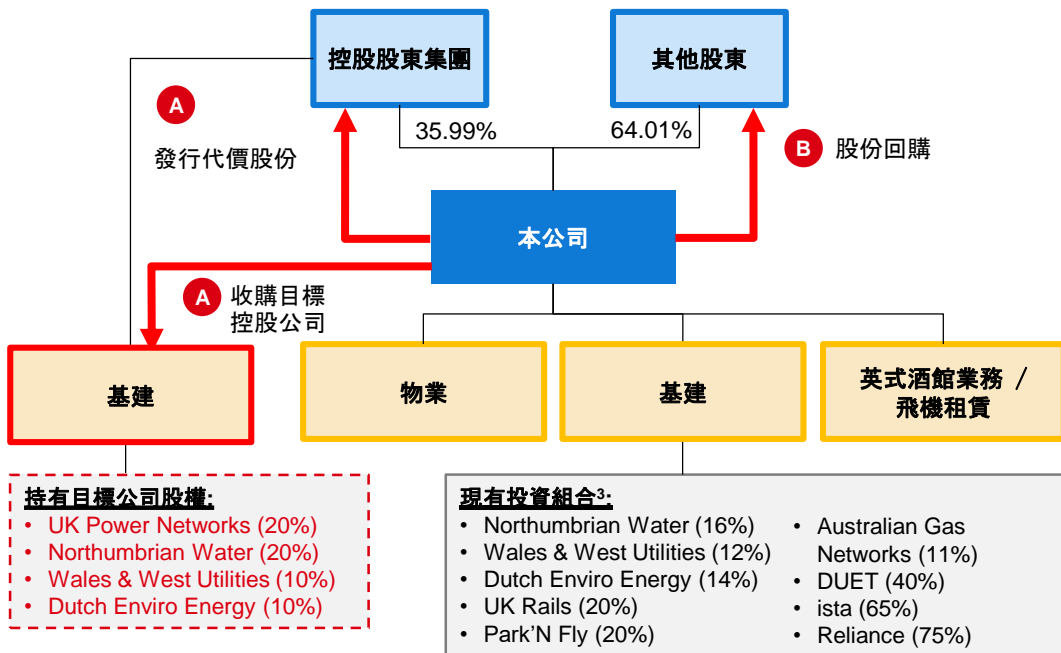 控股股東集團
其他股東
A
發行代價股份
35.99%
64.01%
B 股份回購
本公司
A 收購目標
控股公司
基建
物業
基建
英式酒館業務 /
飛機租賃
持有目標公司股權:
• UK Power Networks (20%)
• Northumbrian Water (20%)
• Wales & West Utilities (10%)
• Dutch Enviro Energy (10%)
現有投資組合³:
• Northumbrian Water (16%)
• Wales & West Utilities (12%)
• Dutch Enviro Energy (14%)
• UK Rails (20%)
• Park'N Fly (20%)
• Australian Gas
Networks (11%)
• DUET (40%)
• ista (65%)
• Reliance (75%)